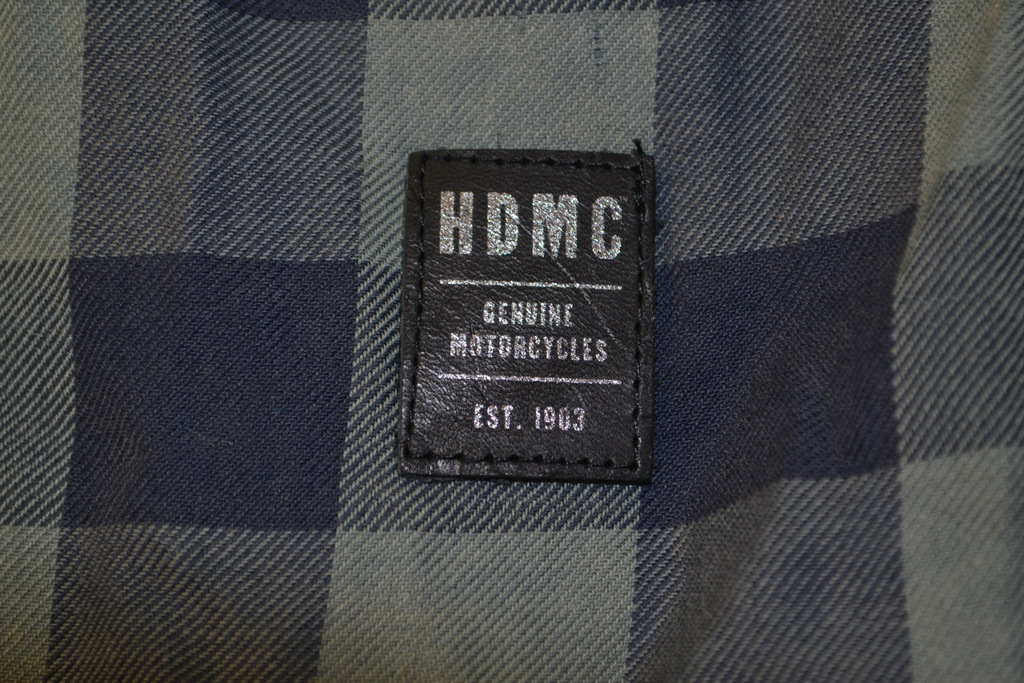 HDMC
GENUINE
MOTORCYCLES
EST. 1903